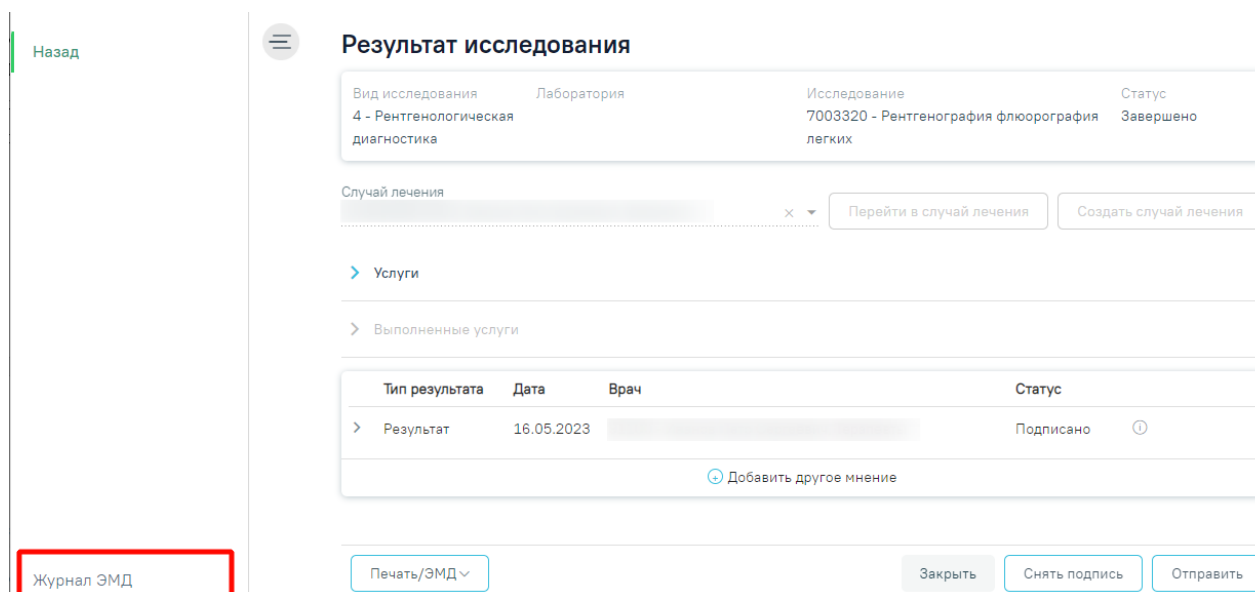 Назад
Результат исследования
Вид исследования Лаборатория Исследование Статус
4 - Рентгенологическая 7003320 - Рентгенография флюорография Завершено
диагностика легких
Случай лечения
Перейти в случай лечения Создать случай лечения
Услуги
Выполненные услуги
Тип результата Дата Врач Статус
Результат 16.05.2023 Подписано
Добавить другое мнение
Журнал ЭМД Печать/ЭМД Закрыть Снять подпись Отправить